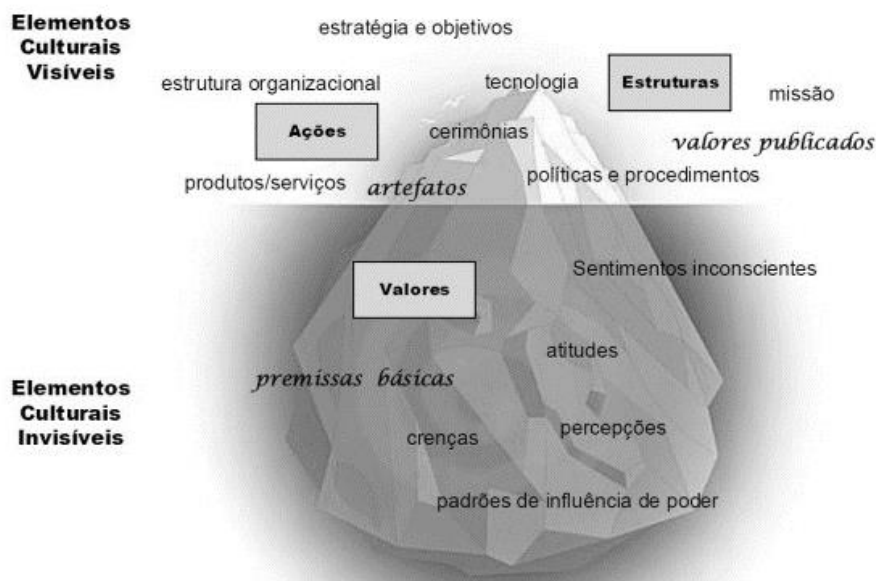 Elementos
Culturais
Visíveis
estratégia e objetivos
estrutura organizacional
tecnologia
Estruturas
missão
Ações
cerimônias
valores publicados
produtos/serviços
artefatos
políticas e procedimentos
Valores
Sentimentos inconscientes
atitudes
premissas básicas
Elementos
Culturais
Invisíveis
crenças
percepções
padrões de influência de poder